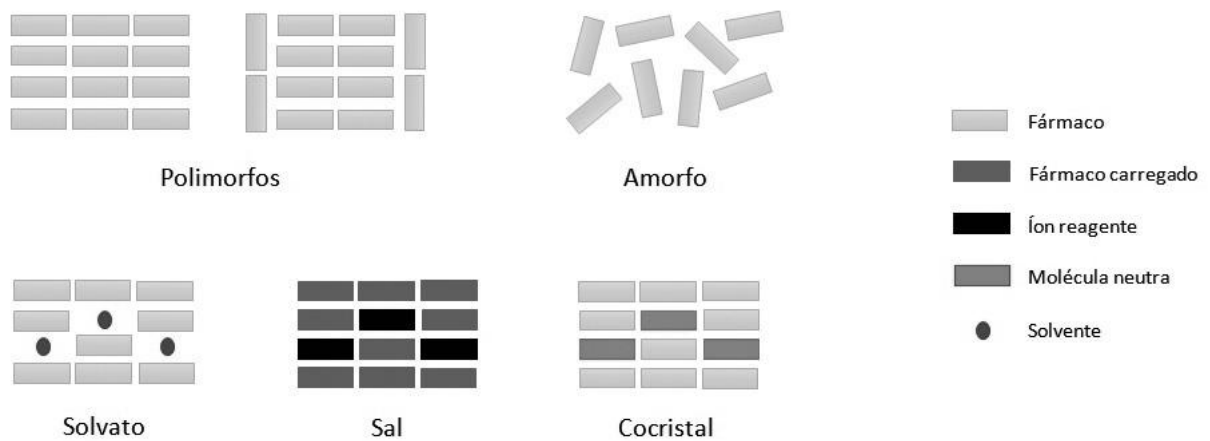 Polimorfos
Amorfo
Solvato
Sal
Cocristal
Fármaco
Fármaco carregado
Íon reagente
Molécula neutra
Solvente